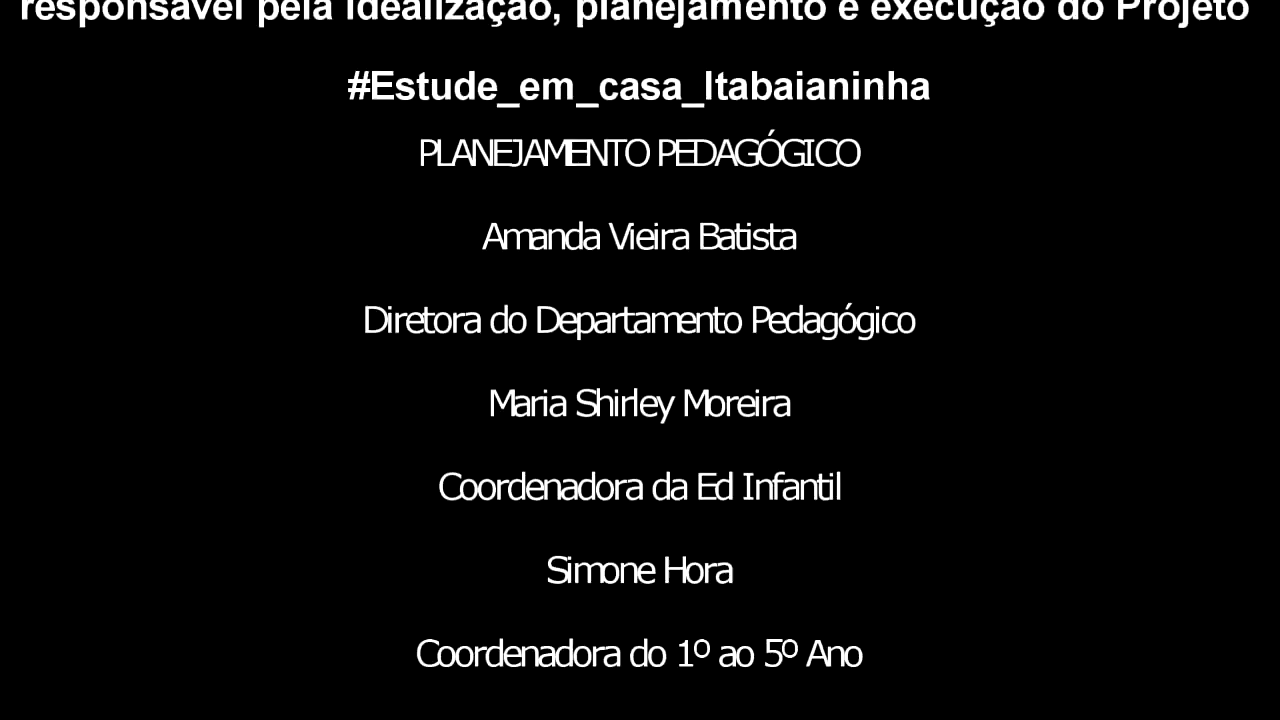 responsável pela idealização, planejamento e execução do Projeto
#Estude_em_casa_Itabaianinha
PLANEJAMENTO PEDAGÓGICO
Amanda Vieira Batista
Diretora do Departamento Pedagógico
Maria Shirley Moreira
Coordenadora da Ed Infantil
Simone Hora
Coordenadora do 1º ao 5º Ano